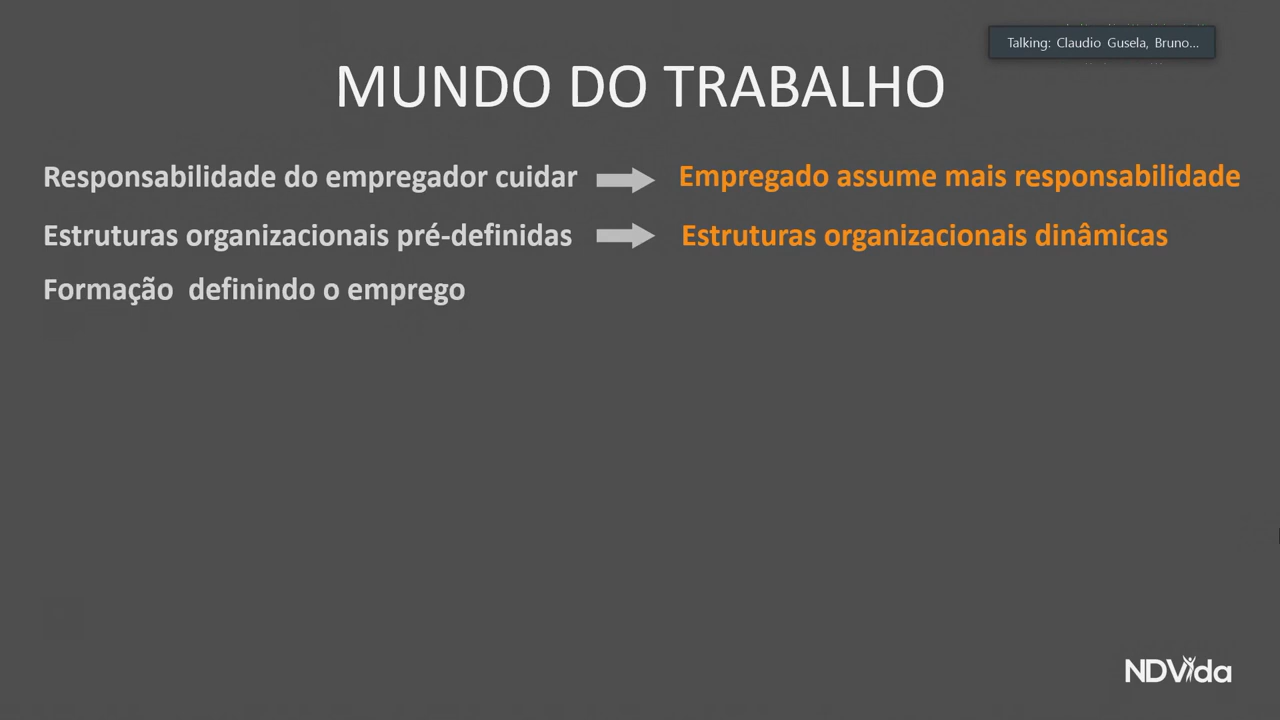 Talking: Claudio Gusela, Bruno...
MUNDO DO TRABALHO
Responsabilidade do empregador cuidar Empregado assume mais responsabilidade
Estruturas organizacionais pré-definidas Estruturas organizacionais dinâmicas
Formação definindo o emprego
NDVida